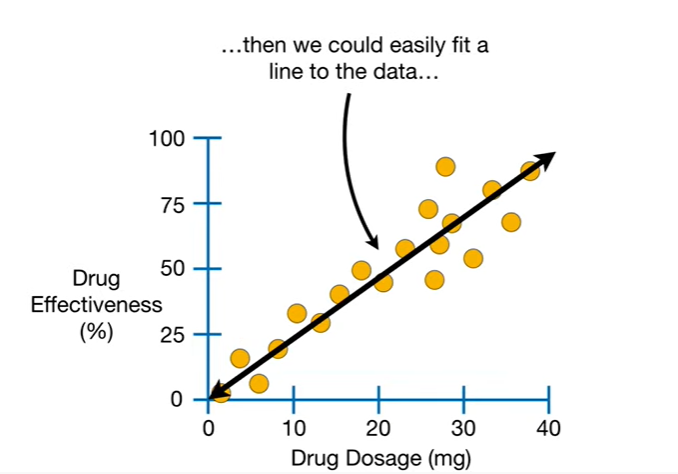 ...then we could easily fit a
line to the data...
100
75
50
25
0
Drug
Effectiveness
(%)
0 10 20 30 40
Drug Dosage (mg)